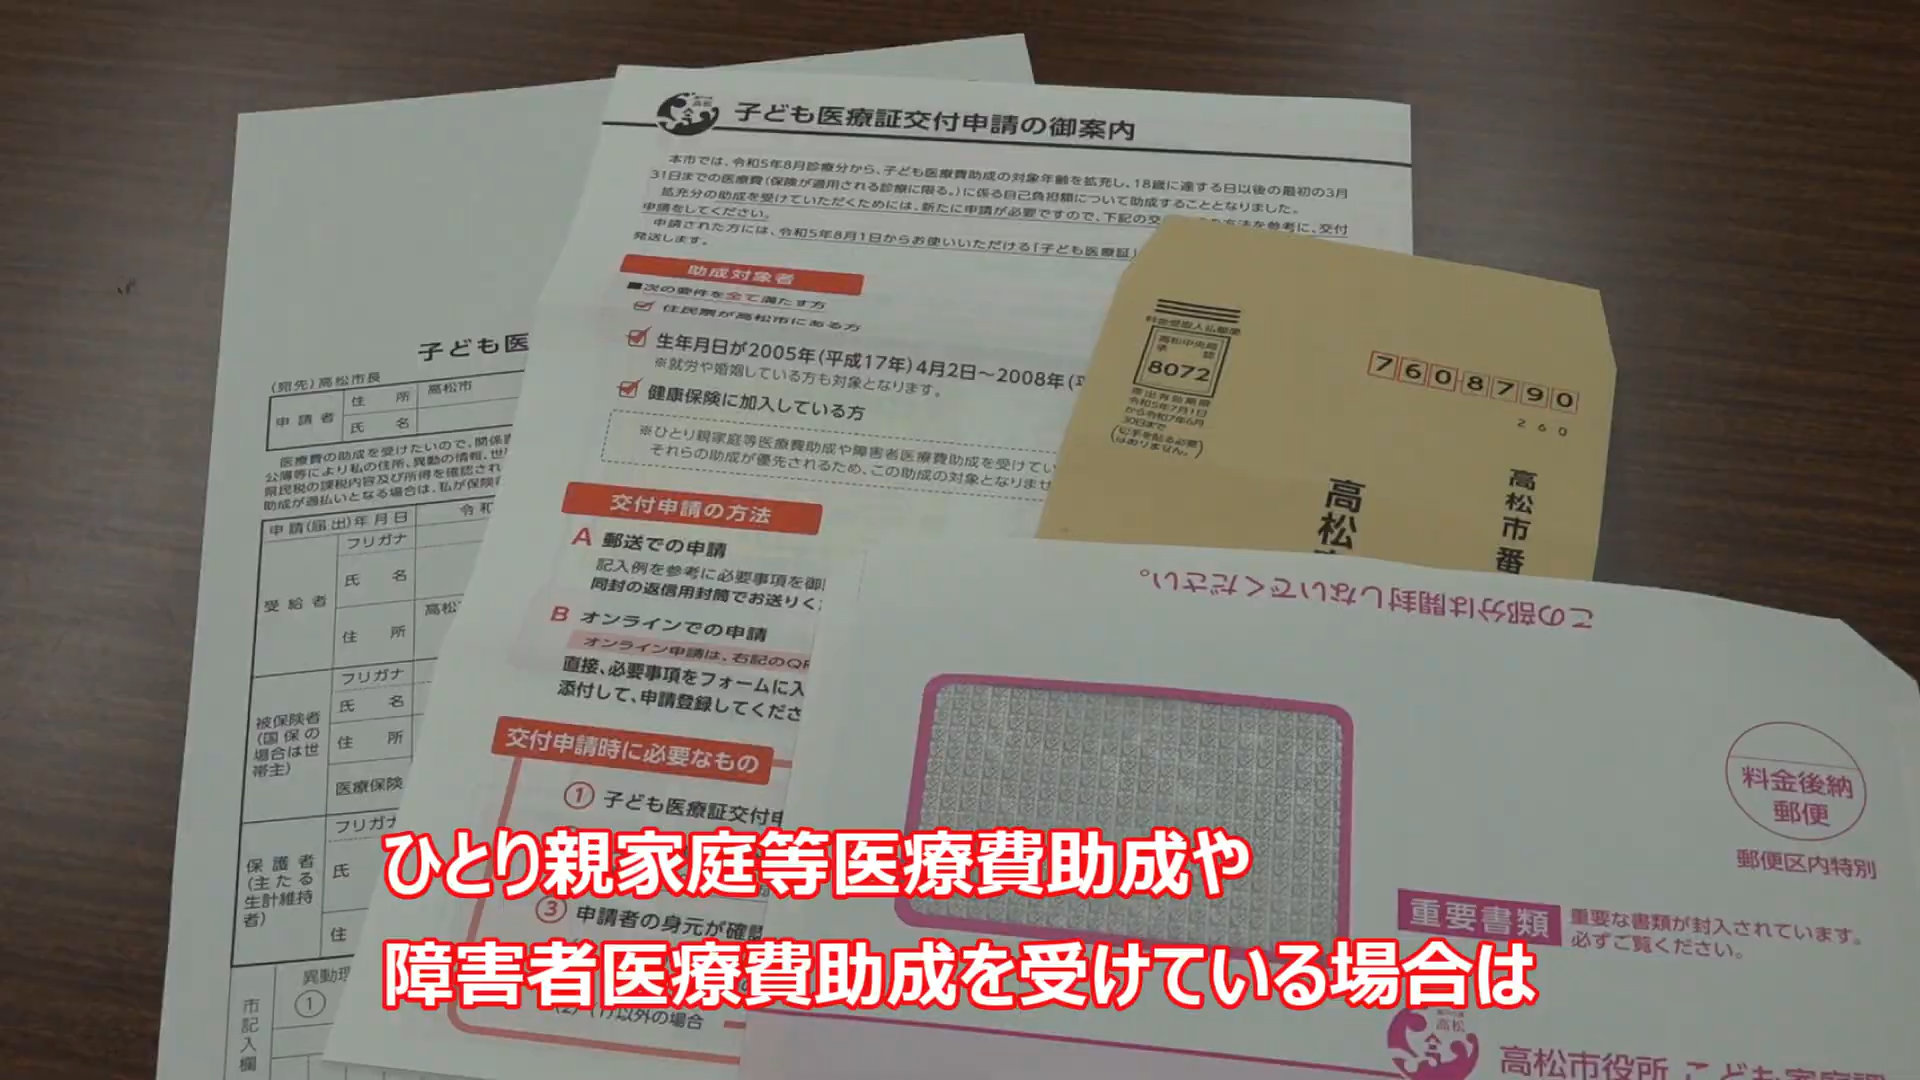 高松
子ども医療証交付申請の御案内
本市では、令和5年8月診療分から、子ども医療費助成の対象年齢を拡充し、18歳に達する日以後の最初の3月
31日までの医療費(保険が適用される診療に限る。)に係る自己負担額について助成することとなりました。
拡充分の助成を受けていただくためには、新たに申請が必要ですので、下記の交 方法を参考に、交付
申請をしてください。
申請された方には、令和5年8月1日からお使いいただける「子ども医療証」
発送します。
助成対象者
■次の要件を全て満たす方
住民票が高松市にある方
生年月日が2005年(平成17年)4月2日～2008年(
※就労や婚姻している方も対象となります。
健康保険に加入している方
※ひとり親家庭等医療費助成や障害者医療費助成を受けてい
それらの助成が優先されるため、この助成の対象となりませ
交付申請の方法
A 郵送での申請
記入例を参考に必要事項を御
同封の返信用封筒でお送りく
B オンラインでの申請
オンライン申請は、右記のQR
直接、必要事項をフォームに入
添付して、申請登録してくださ
交付申請時に必要なもの
① 子ども医療証交付申
③ 申請者の身元が確認
以外の場合
子ども医
(宛先)高松市長
申請者
住所
高松市
氏名
医療費の助成を受けたいので、関係
公簿等により私の住所、異動の情報、世
県民税の課税内容及び所得を確認され
助成が過払いとなる場合は、私が保険
申請(届出)年月日
令和
受給者
フリガナ
氏名
住所
高松
被保険者
(国保の
場合は世
帯主)
フリガナ
氏名
住所
医療保険
保護者
(主たる
生計維持
者)
フリガナ
氏
住
市記入欄
異動理
①
料金受取人払郵便
高松中央局
承認
8072
差出有効期間
令和5年7月1日
から令和7年6月
30日まで
(切手を貼る必要
はありません。)
7608790
260
高松市番
高松
この部分は開封しないでください。
料金後納
郵便
郵便区内特別
重要書類
重要な書類が封入されています。
必ずご覧ください。
高松
高松市役所 こども家庭課
ひとり親家庭等医療費助成や
障害者医療費助成を受けている場合は